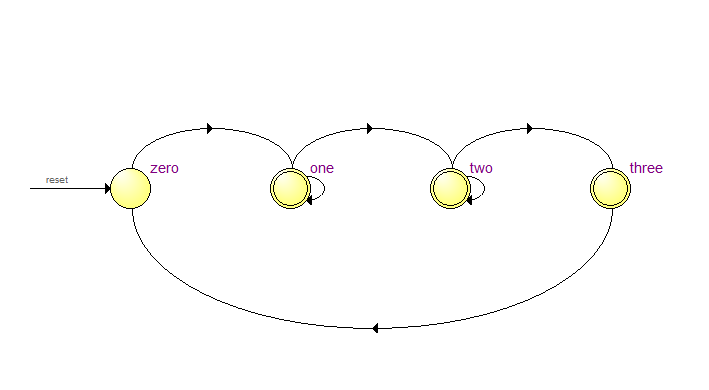 zero
one
two
three
reset